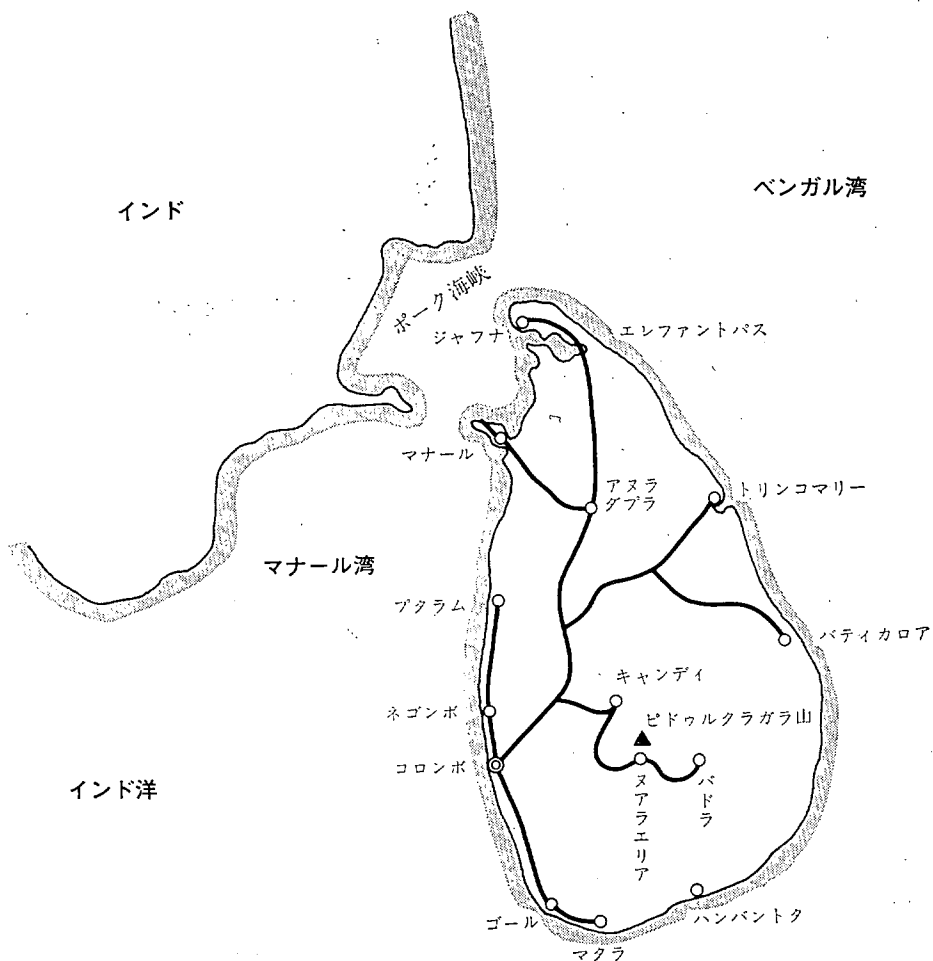 インド
ベンガル湾
ポーク海峡
ジャフナ
エレファントパス
マナール
アヌラ
ダプラ
トリンコマリー
マナール湾
プタラム
バティカロア
キャンディ
ネゴンボ
ピドゥルクラガラ山
コロンボ
インド洋
ヌアラエリア
バドラ
ゴール
ハンバントタ
マタラ